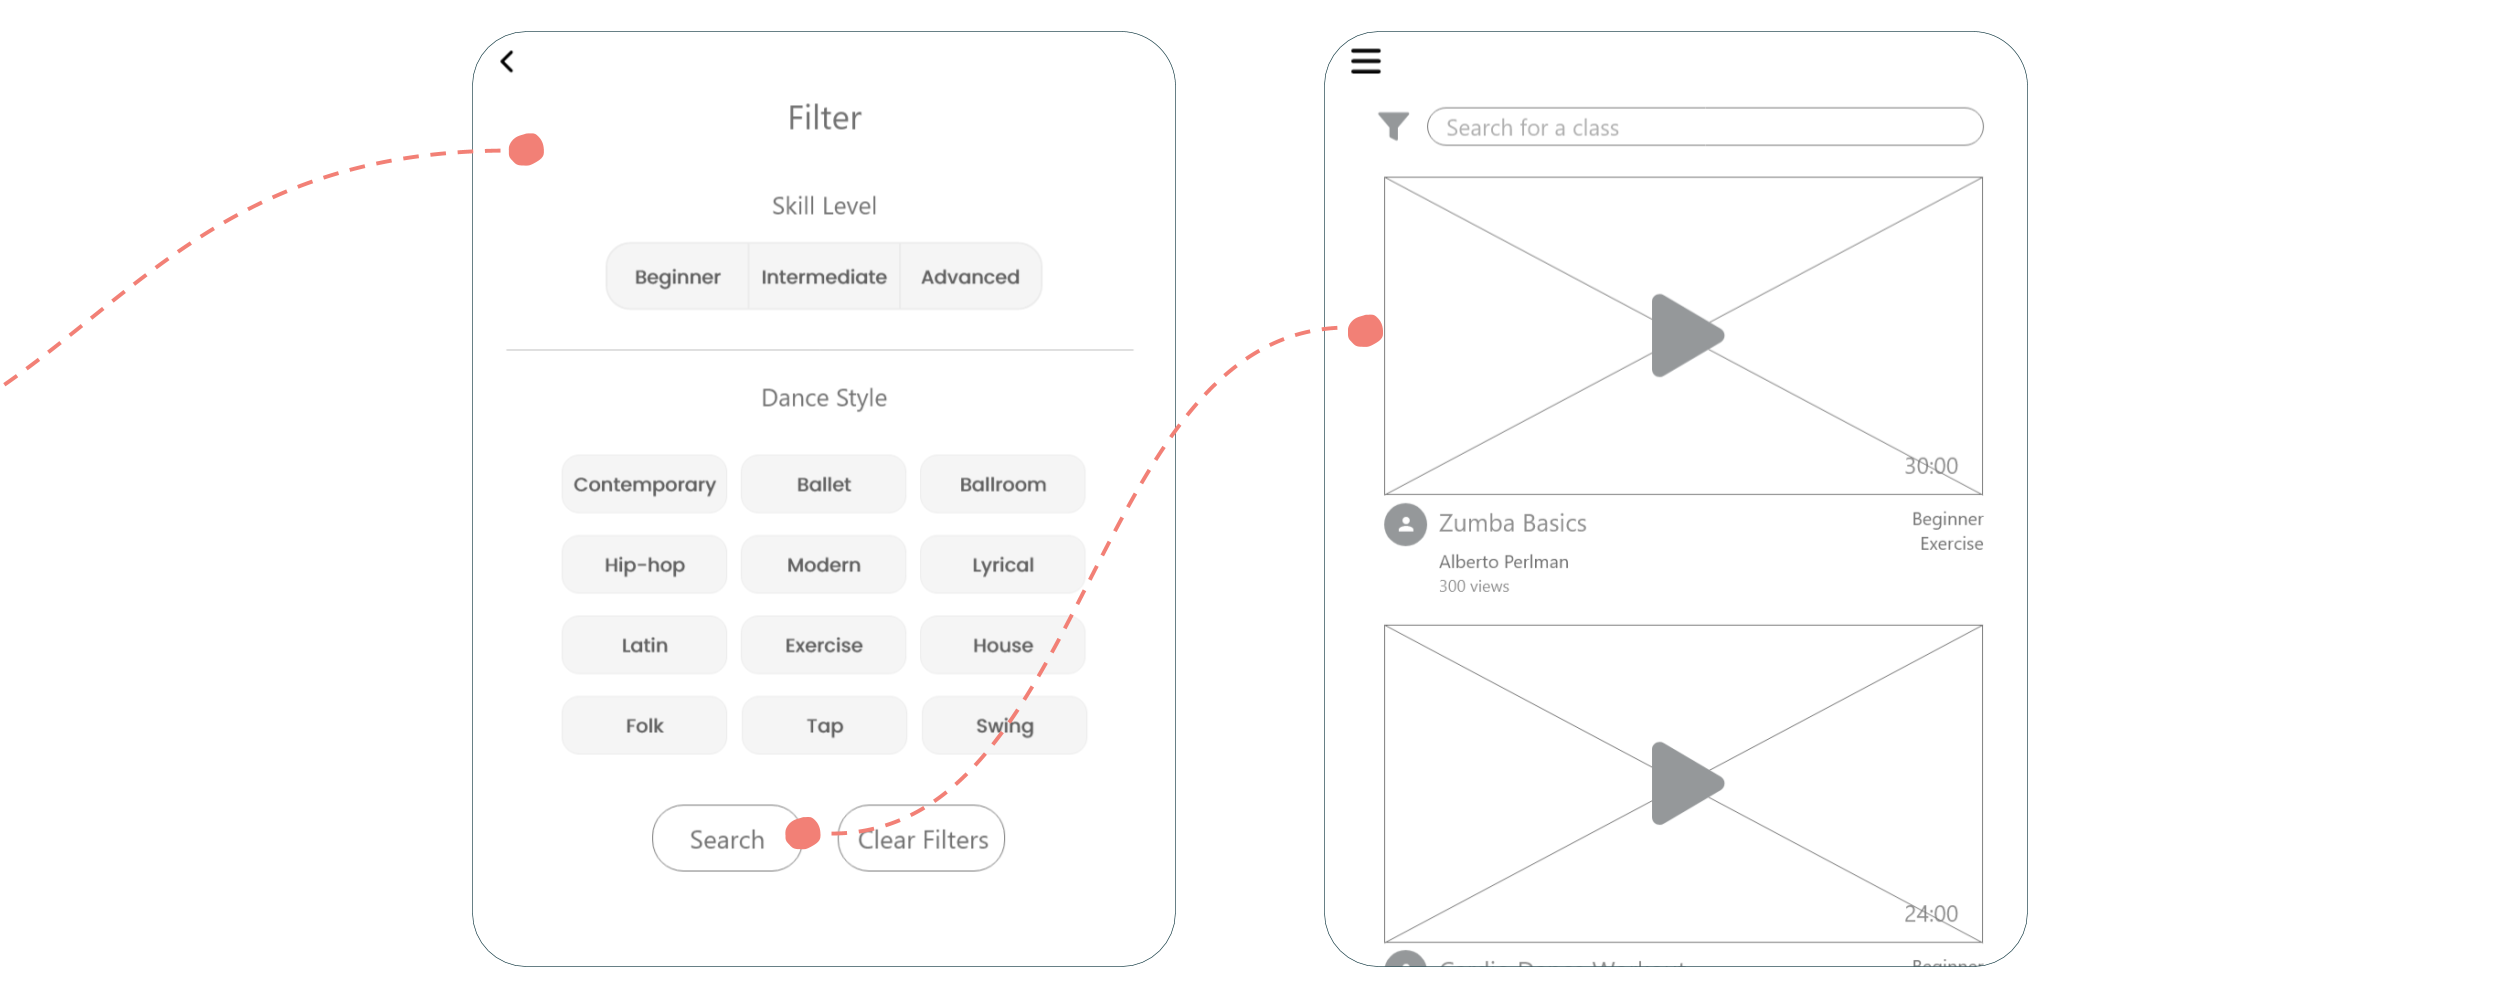 Filter
Skill Level
Beginner Intermediate Advanced
Dance Style
Contemporary Ballet Ballroom
Hip-hop Modern Lyrical
Latin Exercise House
Folk Tap Swing
Search Clear Filters
Search for a class
30:00
Zumba Basics
Beginner
Exercise
Alberto Perlman
300 views
24:00
Beginner